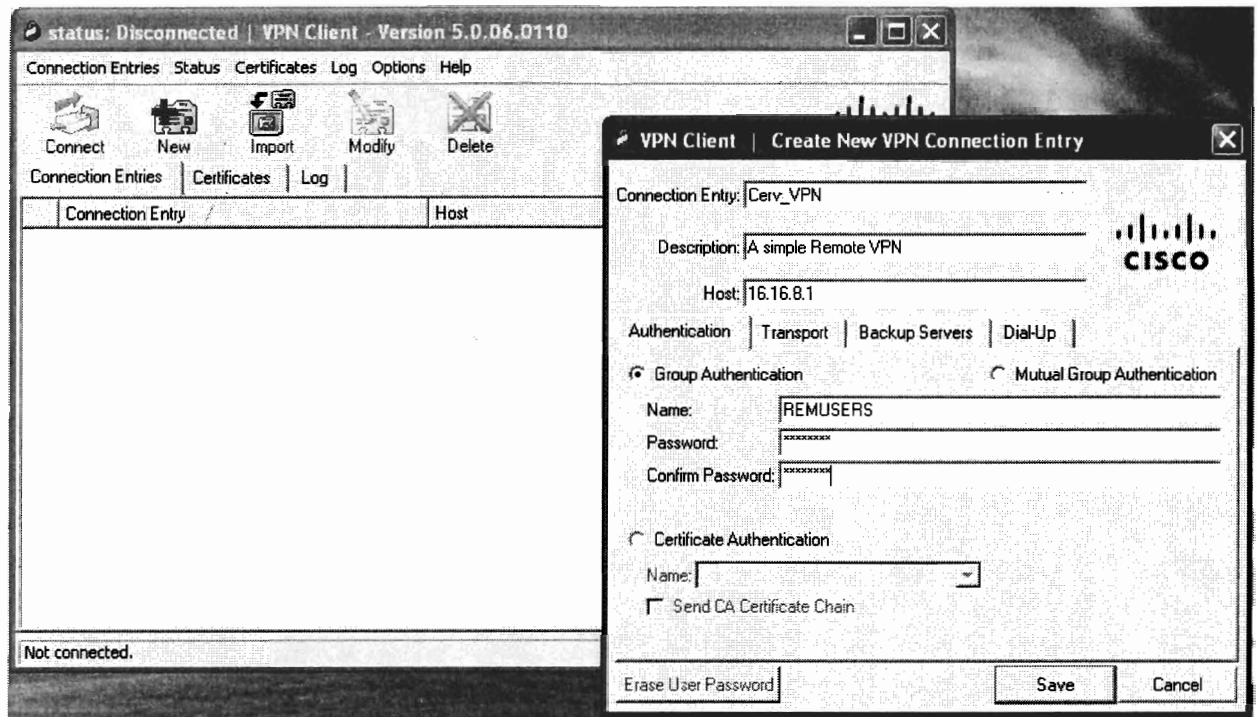 status: Disconnected | VPN Client - Version 5.0.06.0110
Connection Entries Status Certificates Log Options Help
Connect New Import Modify Delete
Connection Entries Certificates Log
Connection Entry Host
Not connected.
VPN Client | Create New VPN Connection Entry
Connection Entry: Cerv_VPN
Description: A simple Remote VPN
CISCO
Host: 16.16.8.1
Authentication Transport Backup Servers Dial-Up
Group Authentication Mutual Group Authentication
Name: REMUSERS
Password: ********
Confirm Password: ********
Certificate Authentication
Name:
Send CA Certificate Chain
Erase User Password Save Cancel